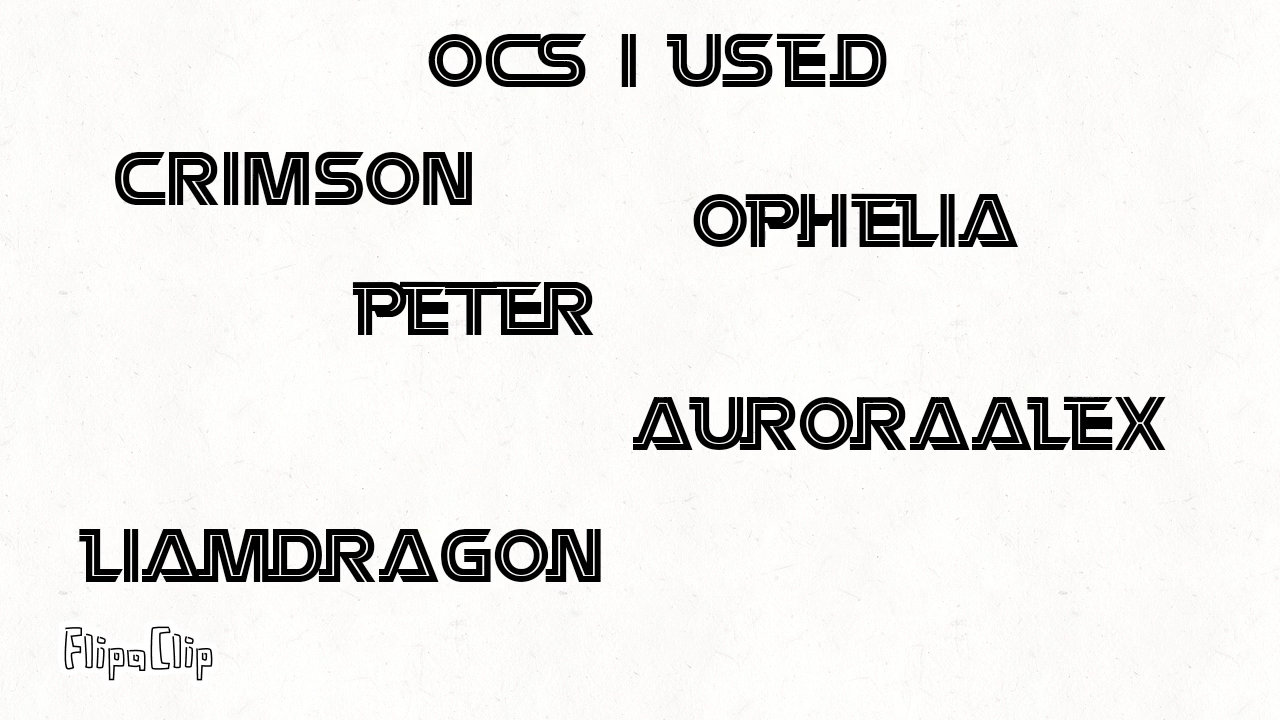 OCS I USED
CRIMSON
OPHELIA
PETER
AURORAALEX
LIAMDRAGON
FlipaClip